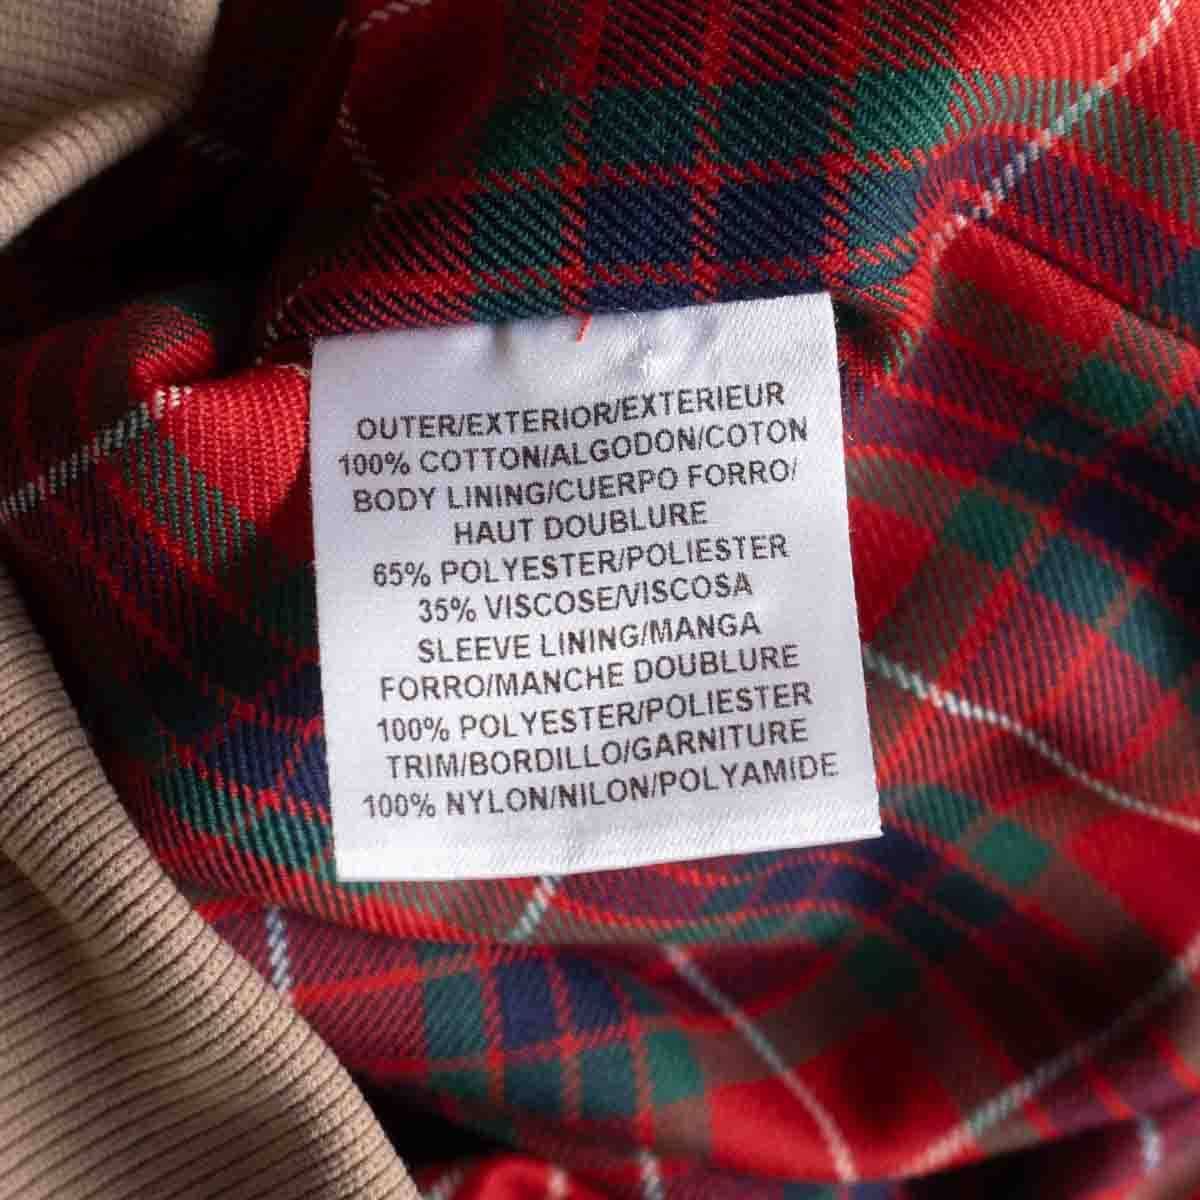 OUTER/EXTERIOR/EXTERIEUR
100% COTTON/ALGODON/COTON
BODY LINING/CUERPO FORRO/
HAUT DOUBLURE
65% POLYESTER/POLIESTER
35% VISCOSE/VISCOSA
SLEEVE LINING/MANGA
FORRO/MANCHE DOUBLURE
100% POLYESTER/POLIESTER
TRIM/BORDILLO/GARNITURE
100% NYLON/NILON/POLYAMIDE